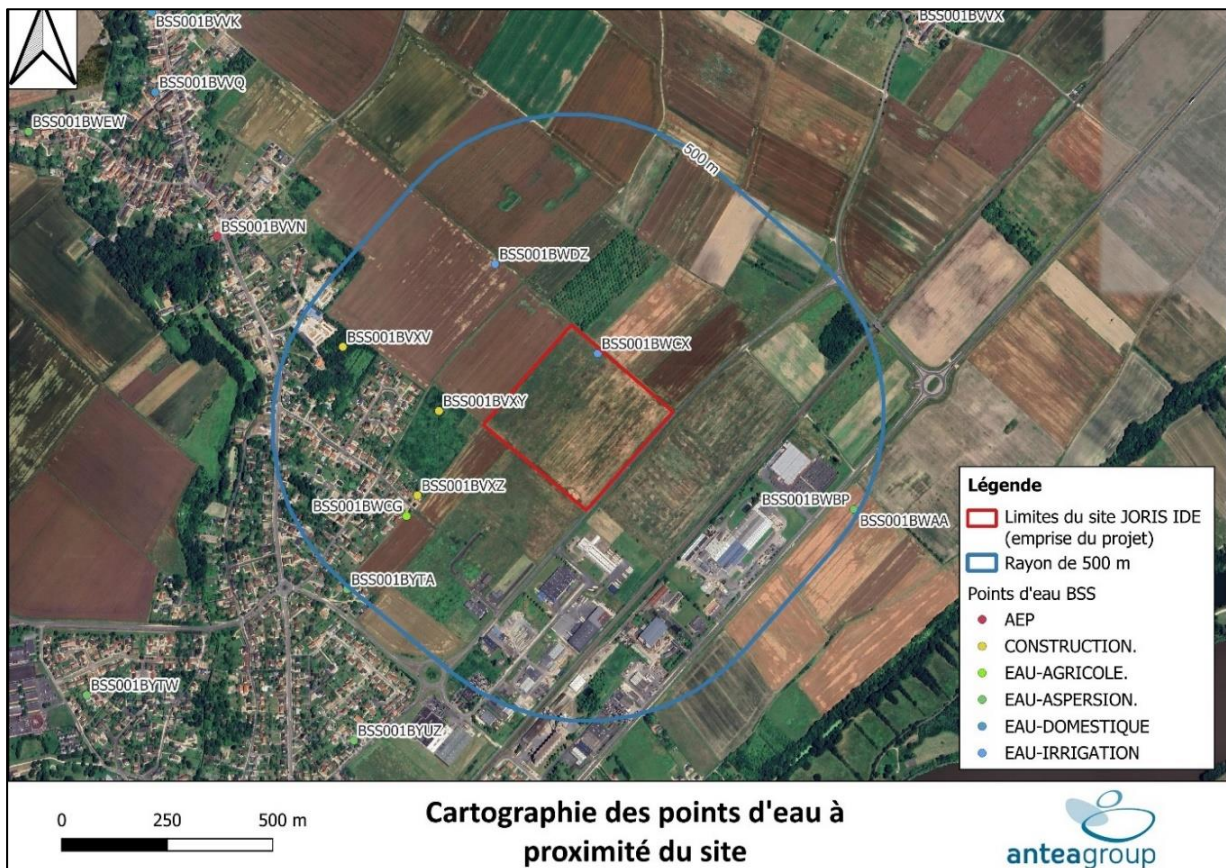 BSS001BVVK
BSS001BVVX
BSS001BVVQ
BSS001BWEW
500 m
BSS001BVVN
BSS001BWDZ
BSS001BVXV
BSS001BWCX
BSS001BVXY
BSS001BVXZ
BSS001BWCG
BSS001BWBP
BSS001BWAA
BSS001BYTA
BSS001BYTW
BSS001BYUZ
Légende
Limites du site JORIS IDE
(emprise du projet)
Rayon de 500 m
Points d'eau BSS
AEP
CONSTRUCTION.
EAU-AGRICOLE.
EAU-ASPERSION.
EAU-DOMESTIQUE
EAU-IRRIGATION
0 250 500 m
Cartographie des points d'eau à
proximité du site
anteagroup